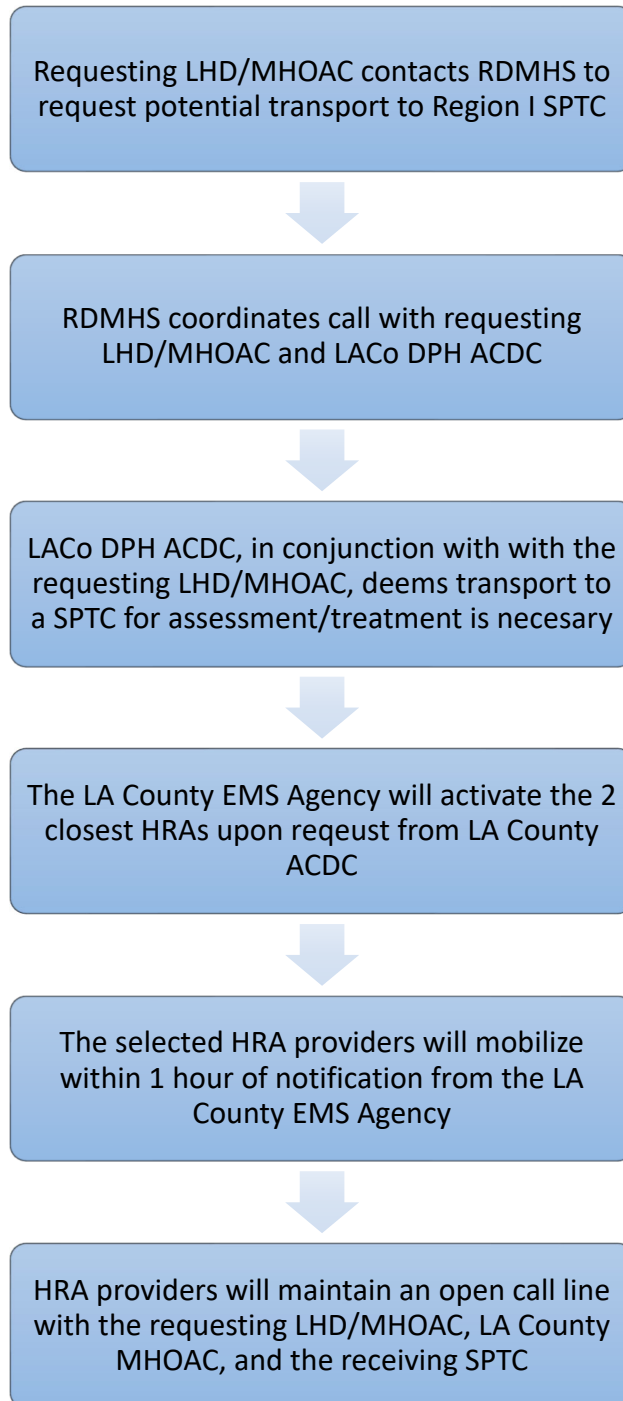 Requesting LHD/MHOAC contacts RDMHS to
request potential transport to Region I SPTC
RDMHS coordinates call with requesting
LHD/MHOAC and LACo DPH ACDC
LACo DPH ACDC, in conjunction with with the
requesting LHD/MHOAC, deems transport to
a SPTC for assessment/treatment is necesary
The LA County EMS Agency will activate the 2
closest HRAs upon reqeust from LA County
ACDC
The selected HRA providers will mobilize
within 1 hour of notification from the LA
County EMS Agency
HRA providers will maintain an open call line
with the requesting LHD/MHOAC, LA County
MHOAC, and the receiving SPTC